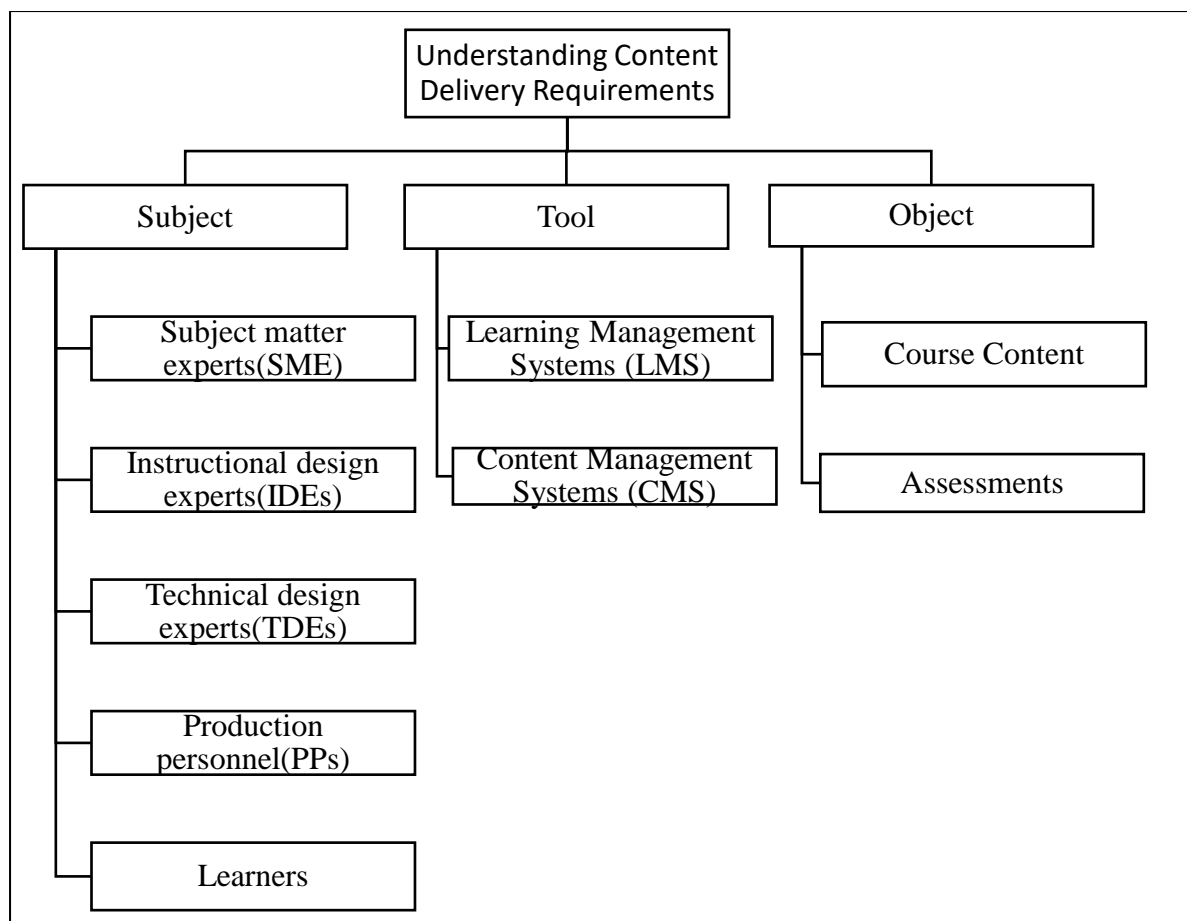 Understanding Content
Delivery Requirements
Subject
Tool
Object
Subject matter
experts(SME)
Learning Management
Systems (LMS)
Course Content
Instructional design
experts(IDEs)
Content Management
Systems (CMS)
Assessments
Technical design
experts(TDEs)
Production
personnel(PPs)
Learners